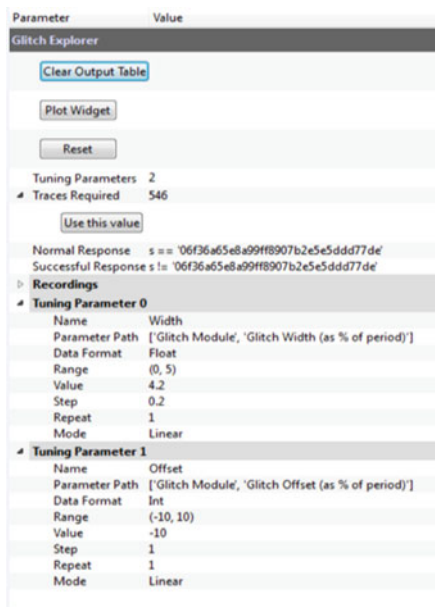 Parameter Value
Glitch Explorer
Clear Output Table
Plot Widget
Reset
Tuning Parameters 2
Traces Required 546
Use this value
Normal Response s == '06f36a65e8a99ff8907b2e5e5ddd77de'
Successful Response s != '06f36a65e8a99ff8907b2e5e5ddd77de'
Recordings
Tuning Parameter 0
Name Width
Parameter Path ['Glitch Module', 'Glitch Width (as % of period)']
Data Format Float
Range (0, 5)
Value 4.2
Step 0.2
Repeat 1
Mode Linear
Tuning Parameter 1
Name Offset
Parameter Path ['Glitch Module', 'Glitch Offset (as % of period)']
Data Format Int
Range (-10, 10)
Value -10
Step 1
Repeat 1
Mode Linear